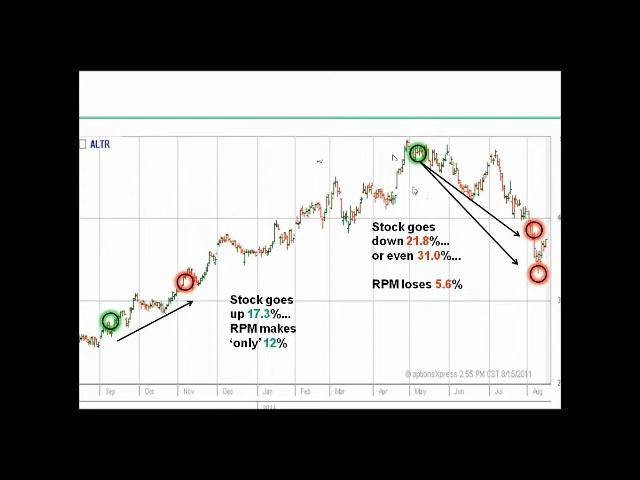 ALTR
Stock goes
down 21.8%...
or even 31.0%...
RPM loses 5.6%
Stock goes
up 17.3%...
RPM makes
‘only’ 12%
@optionsXpress 2:55 PM CST 8/15/2011
Sep Oct Nov Dec Jan Feb Mar Apr May Jun Jul Aug
2011